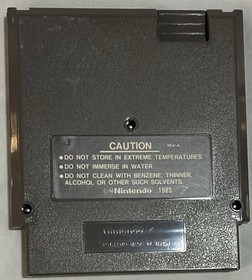 CAUTION
•DO NOT STORE IN EXTREME TEMPERATURES.
•DO NOT IMMERSE IN WATER.
•DO NOT CLEAN WITH BENZENE, THINNER,
ALCOHOL OR OTHER SUCH SOLVENTS.
©Nintendo 1985
Nintendo